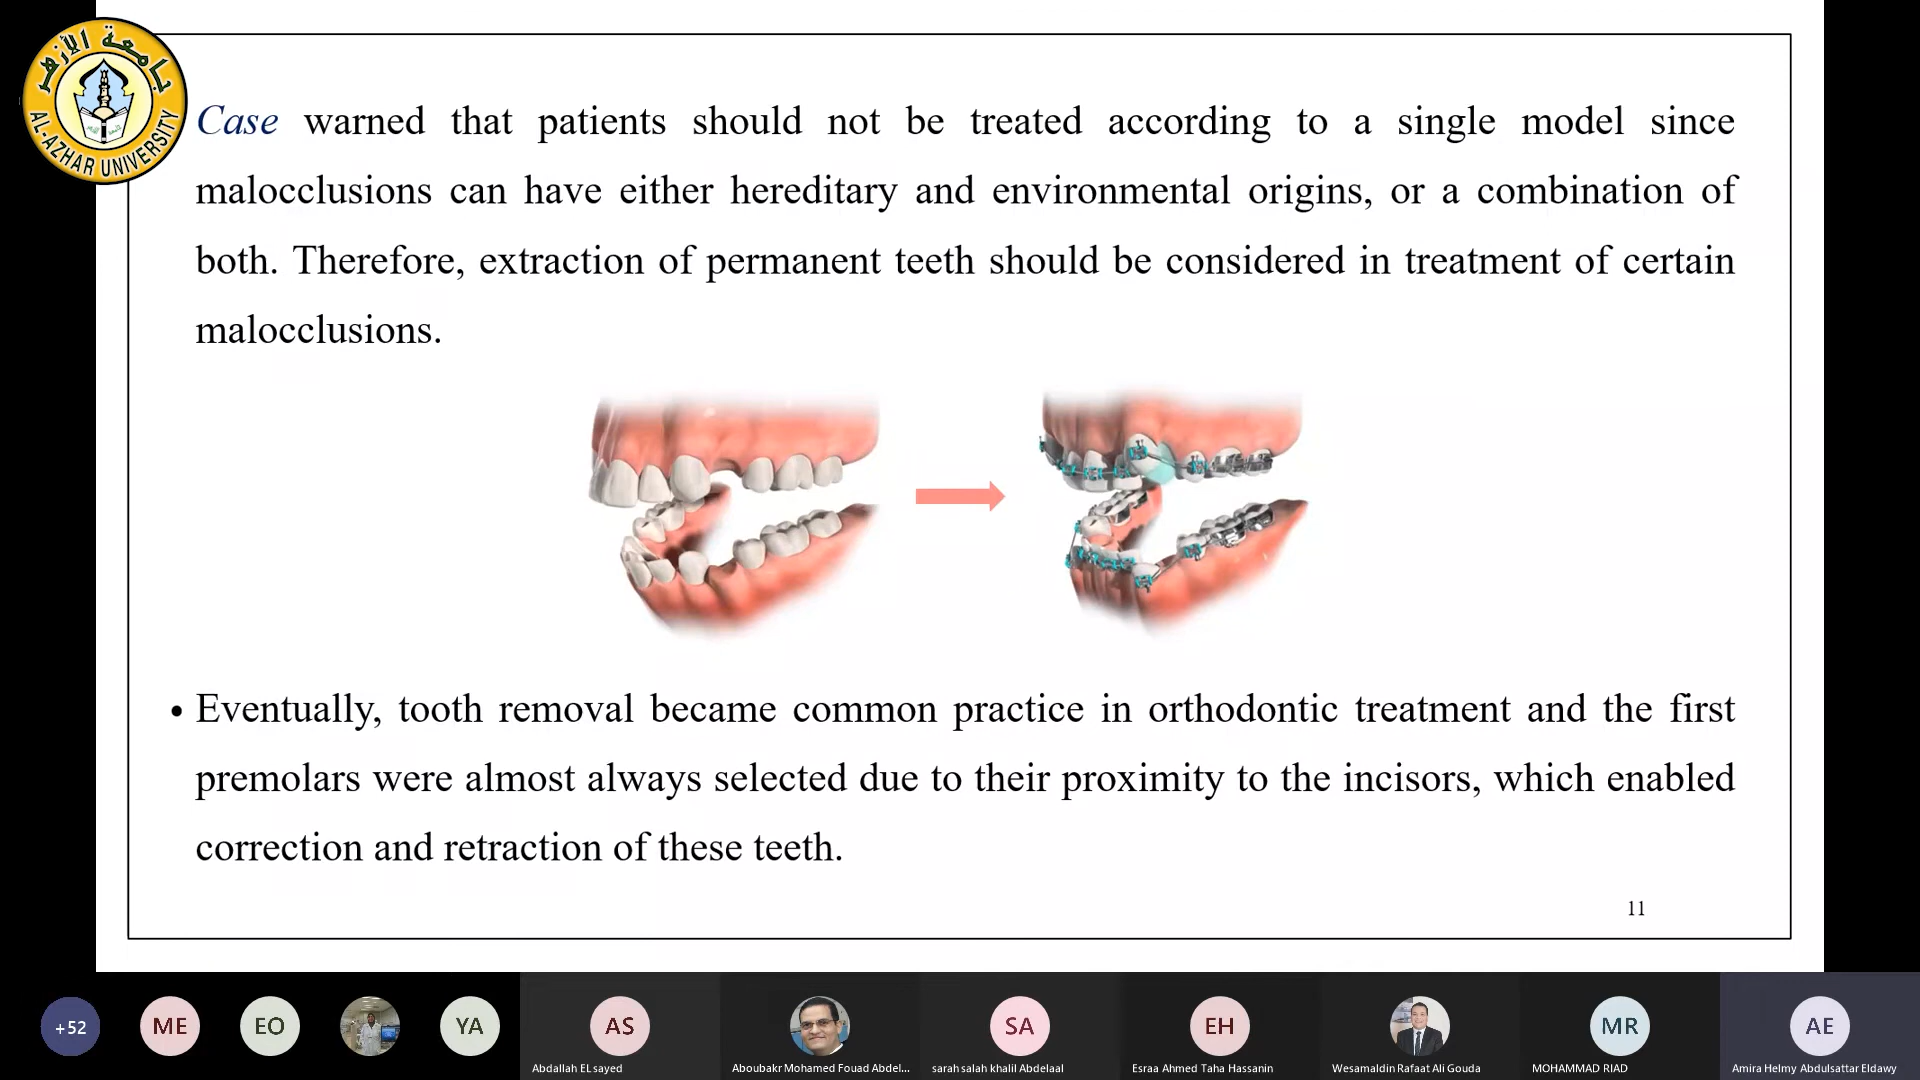 جامعة الأزهر
AL-AZHAR UNIVERSITY
Case warned that patients should not be treated according to a single model since
malocclusions can have either hereditary and environmental origins, or a combination of
both. Therefore, extraction of permanent teeth should be considered in treatment of certain
malocclusions.
• Eventually, tooth removal became common practice in orthodontic treatment and the first
premolars were almost always selected due to their proximity to the incisors, which enabled
correction and retraction of these teeth.
11
+52
ME
EO
YA
AS
SA
EH
MR
AE
Abdallah EL sayed
Aboubakr Mohamed Fouad Abdel...
sarah salah khalil Abdelaal
Esraa Ahmed Taha Hassanin
Wesamaldin Rafaat Ali Gouda
MOHAMMAD RIAD
Amira Helmy Abdulsattar Eldawy